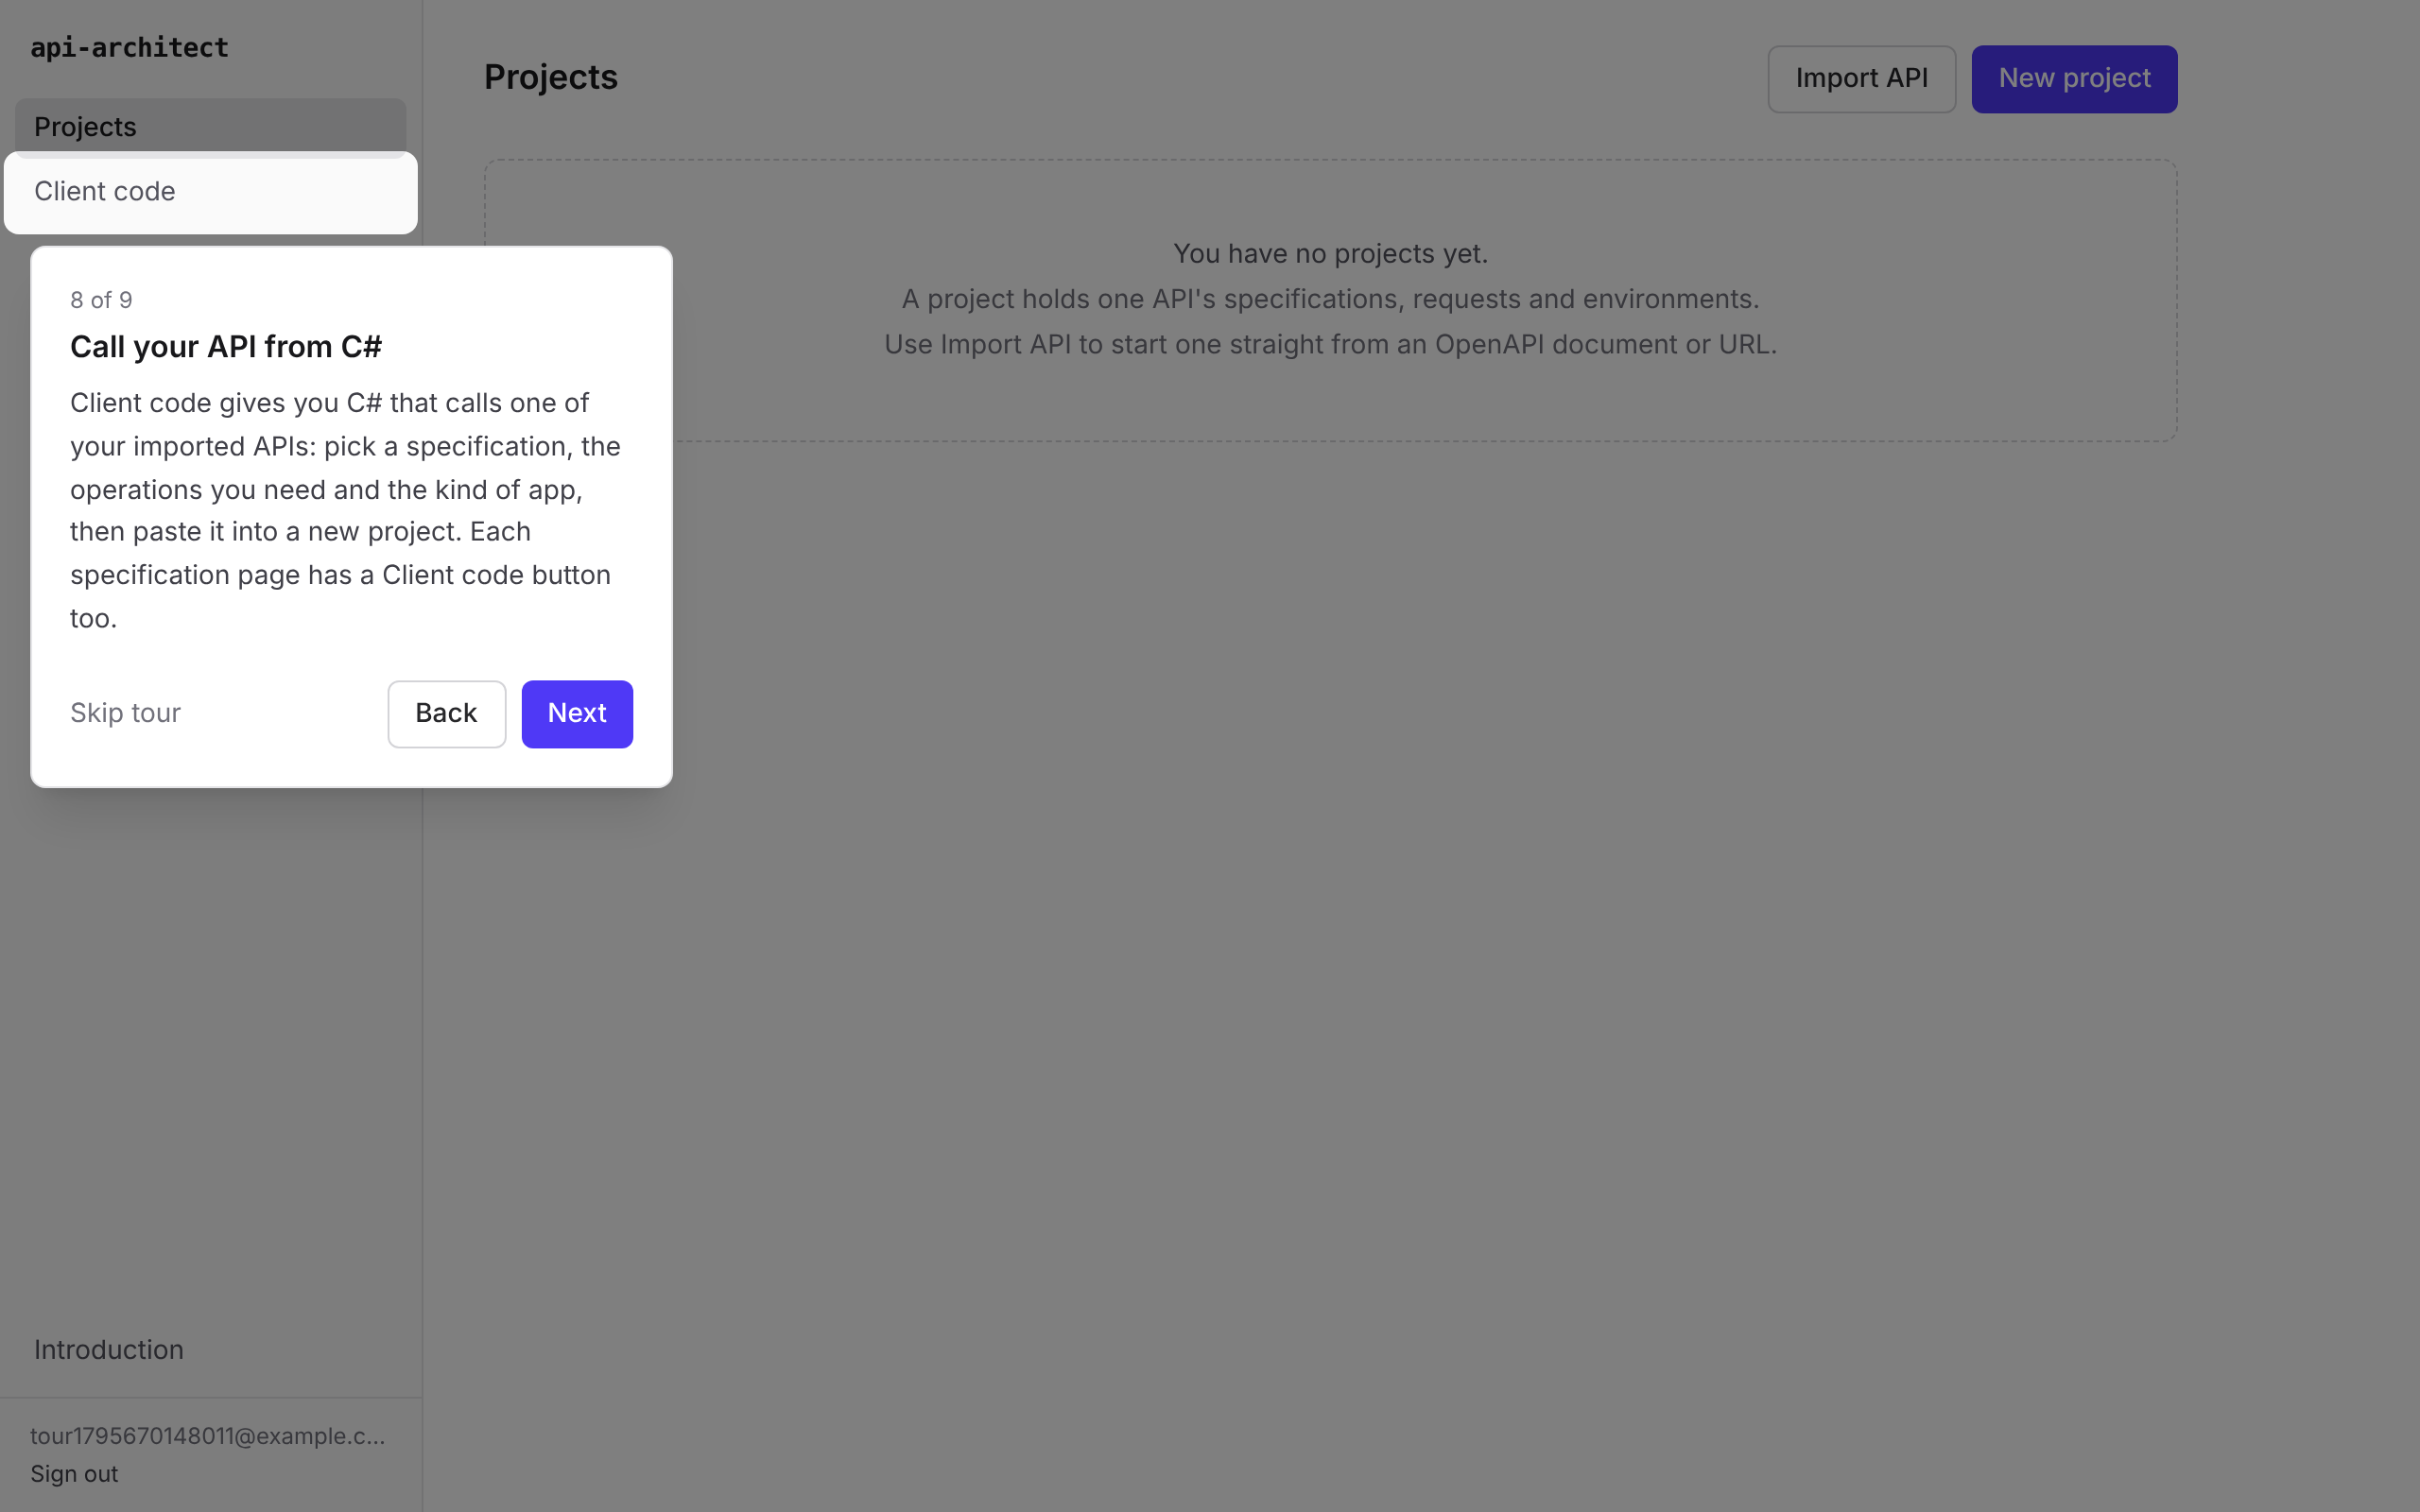 api-architect
Projects
Client code
8 of 9
Call your API from C#
Client code gives you C# that calls one of
your imported APIs: pick a specification, the
operations you need and the kind of app,
then paste it into a new project. Each
specification page has a Client code button
too.
Skip tour
Back
Next
Introduction
tour1795670148011@example.c...
Sign out
Projects
Import API
New project
You have no projects yet.
A project holds one API's specifications, requests and environments.
Use Import API to start one straight from an OpenAPI document or URL.